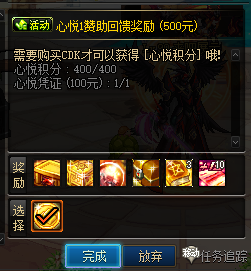 活动 心悦1赞助回馈奖励 (500元)
需要购买CDK才可以获得 [心悦积分] 哦!
心悦积分 : 400/400
心悦凭证 (100元) : 1/1
奖励
3
10
选择
完成
放弃
任务追踪